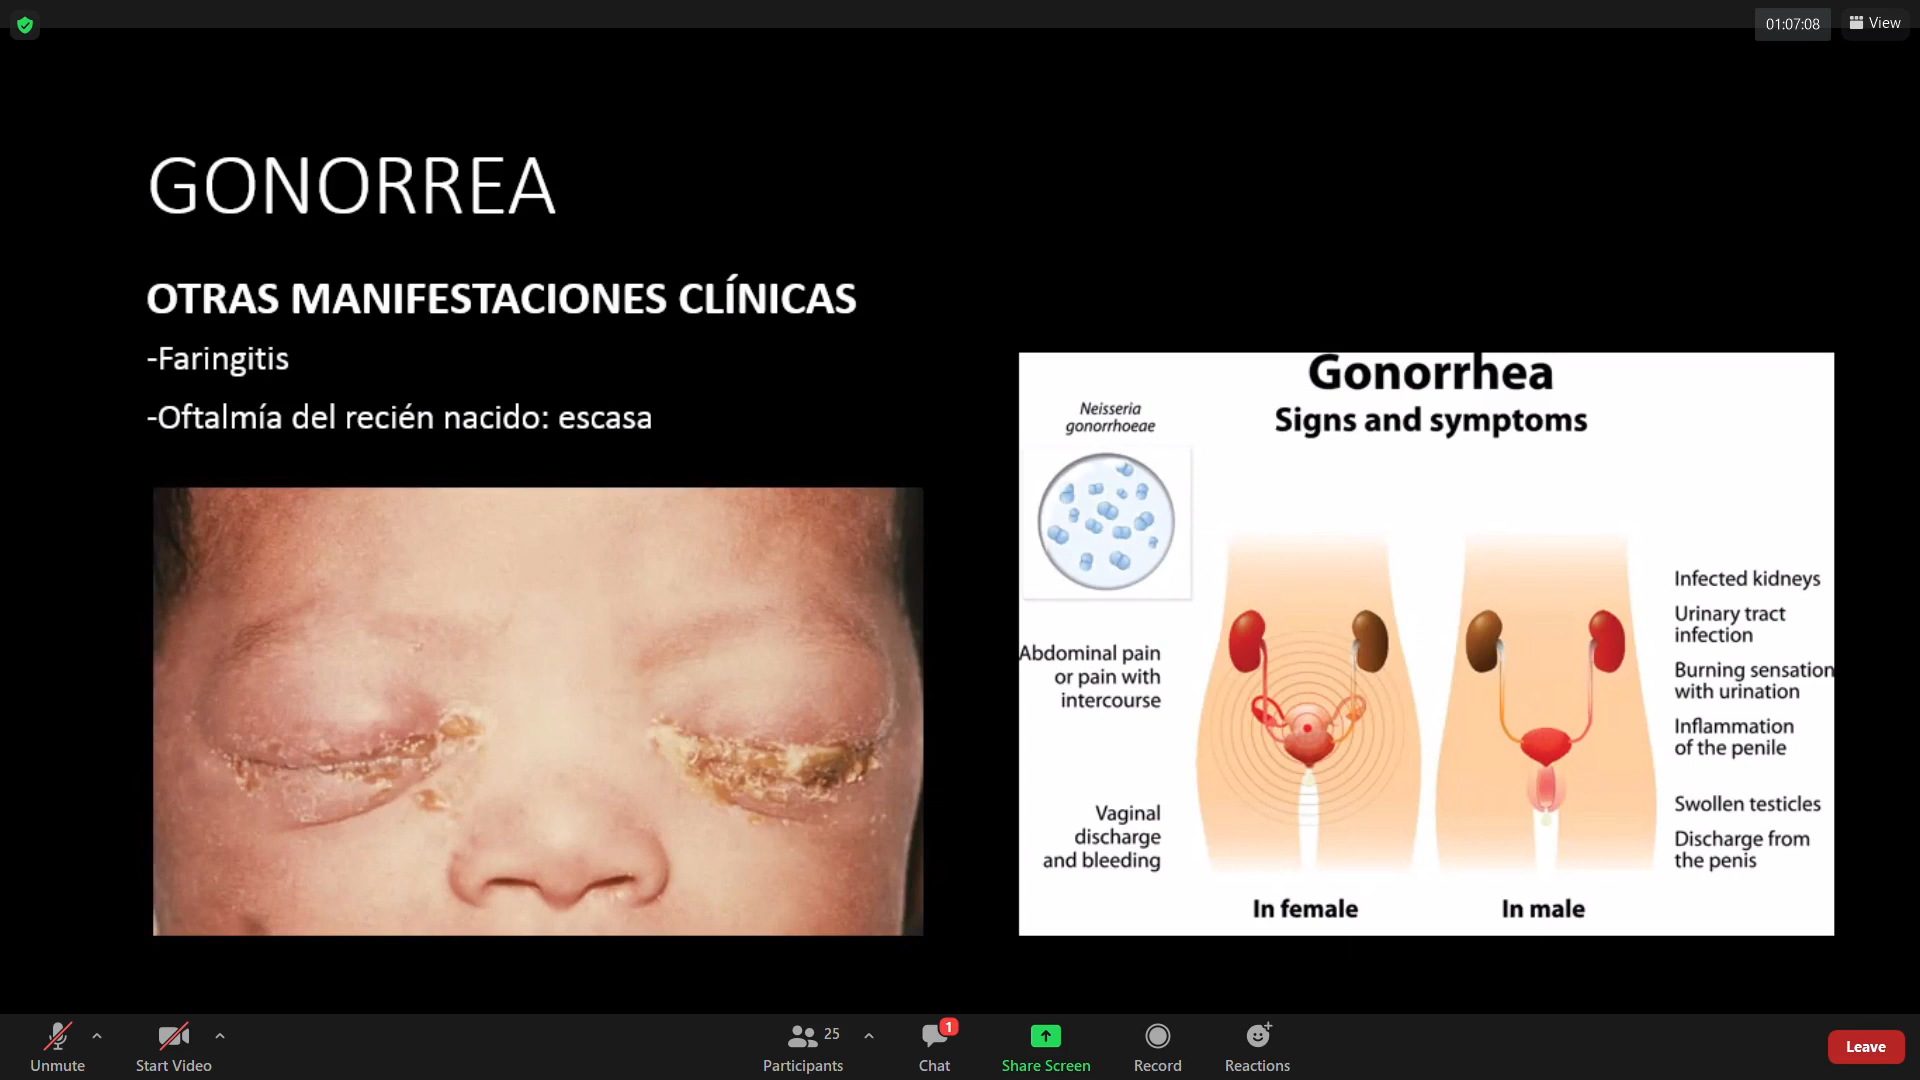 01:07:08
View
GONORREA
OTRAS MANIFESTACIONES CLÍNICAS
-Faringitis
-Oftalmía del recién nacido: escasa
Gonorrhea
Signs and symptoms
Neisseria
gonorrhoeae
Abdominal pain
or pain with
intercourse
Vaginal
discharge
and bleeding
Infected kidneys
Urinary tract
infection
Burning sensation
with urination
Inflammation
of the penile
Swollen testicles
Discharge from
the penis
In female
In male
Unmute
Start Video
25
Participants
1
Chat
Share Screen
Record
Reactions
Leave